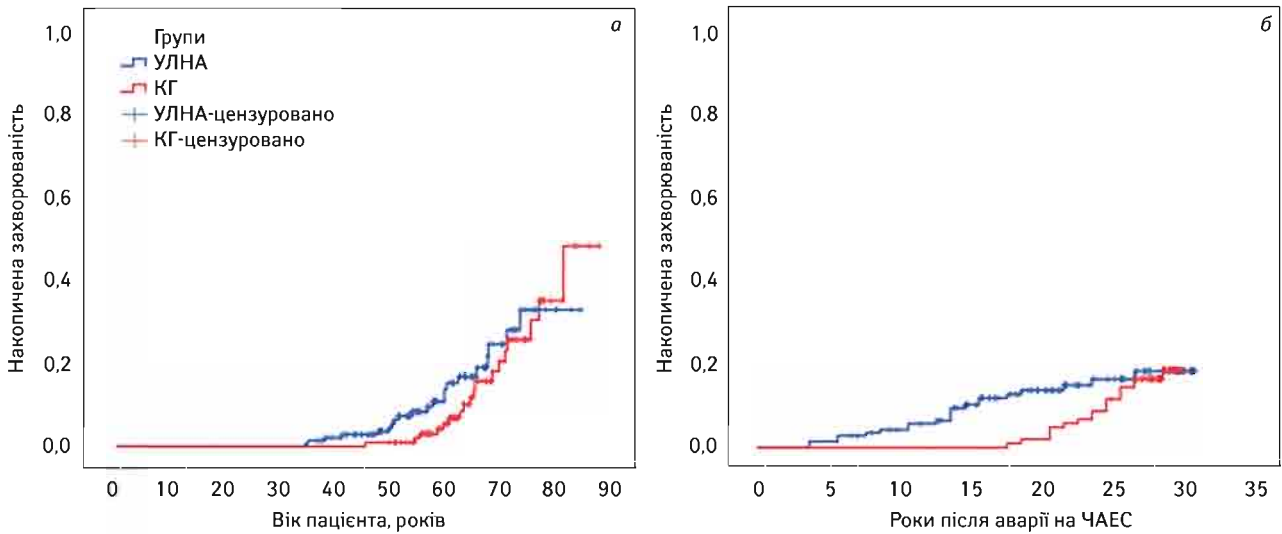 а
Групи
УЛНА
КГ
УЛНА-цензуровано
КГ-цензуровано
Накопичена захворюваність
1,0
0,8
0,6
0,4
0,2
0,0
0 10 20 30 40 50 60 70 80 90
Вік пацієнта, років
б
Накопичена захворюваність
1,0
0,8
0,6
0,4
0,2
0,0
0 5 10 15 20 25 30 35
Роки після аварії на ЧАЕС